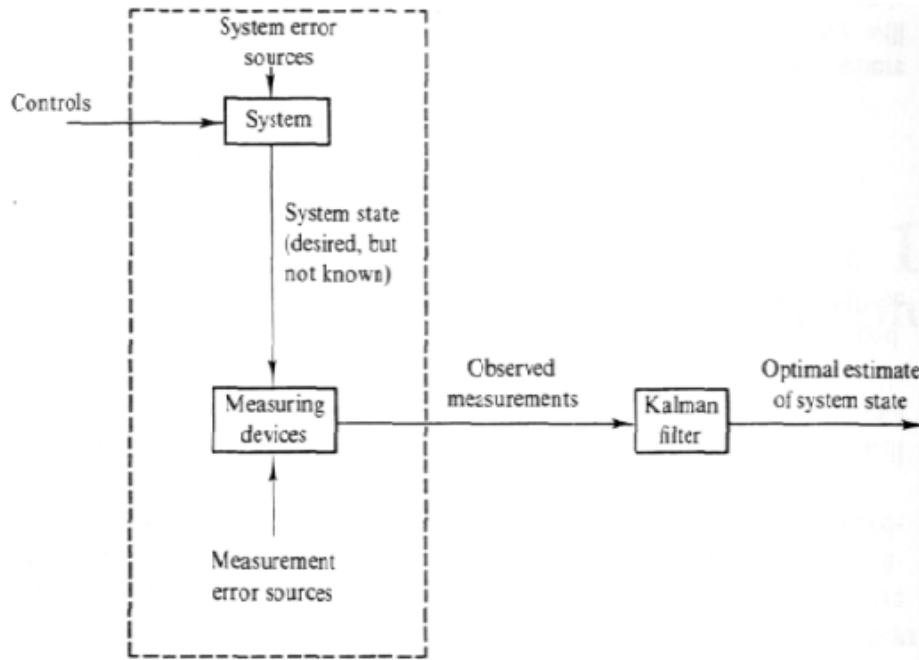 System error
sources
Controls
System
System state
(desired, but
not known)
Measuring
devices
Observed
measurements
Kalman
filter
Optimal estimate
of system state
Measurement
error sources